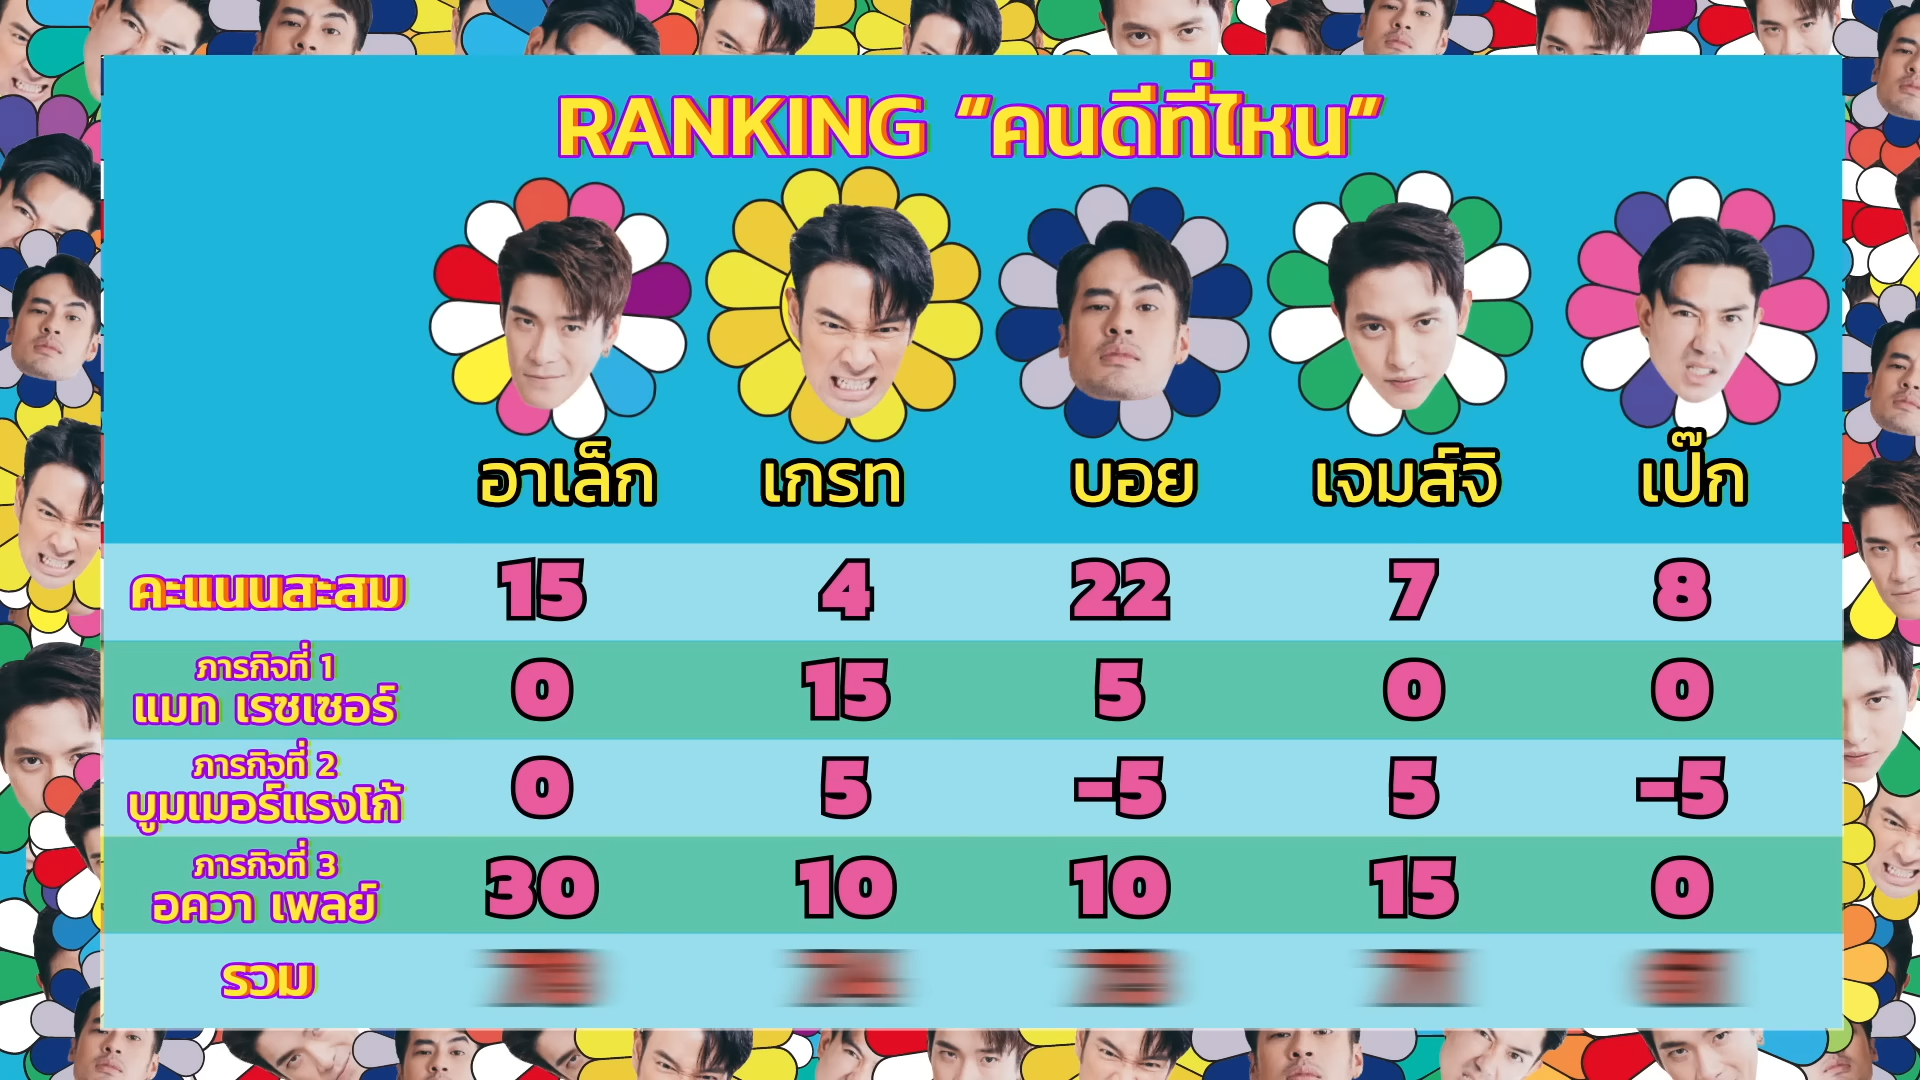 RANKING “คนดีที่ไหน”
อาเล็ก เกรท บอย เจมส์จิ เป๊ก
คะแนนสะสม 15 4 22 7 8
ภารกิจที่ 1
แมท เรซเซอร์ 0 15 5 0 0
ภารกิจที่ 2
บูมเมอร์แรงโก้ 0 5 -5 5 -5
ภารกิจที่ 3
อควา เพลย์ 30 10 10 15 0
รวม